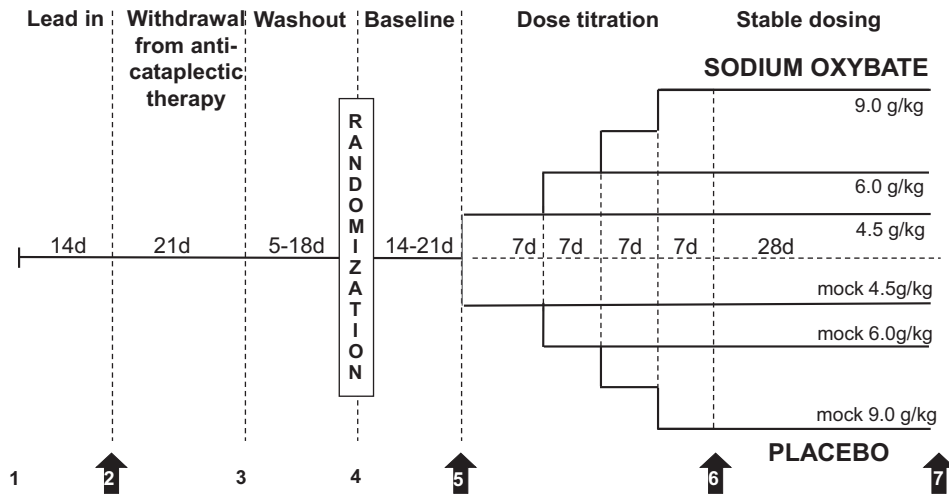 Lead in
Withdrawal
from anti-
cataplectic
therapy
Washout
Baseline
Dose titration
Stable dosing
SODIUM OXYBATE
9.0 g/kg
6.0 g/kg
4.5 g/kg
RANDOMIZATION
14d
21d
5-18d
14-21d
7d
7d
7d
7d
28d
mock 4.5g/kg
mock 6.0g/kg
mock 9.0 g/kg
PLACEBO
1
2
3
4
5
6
7